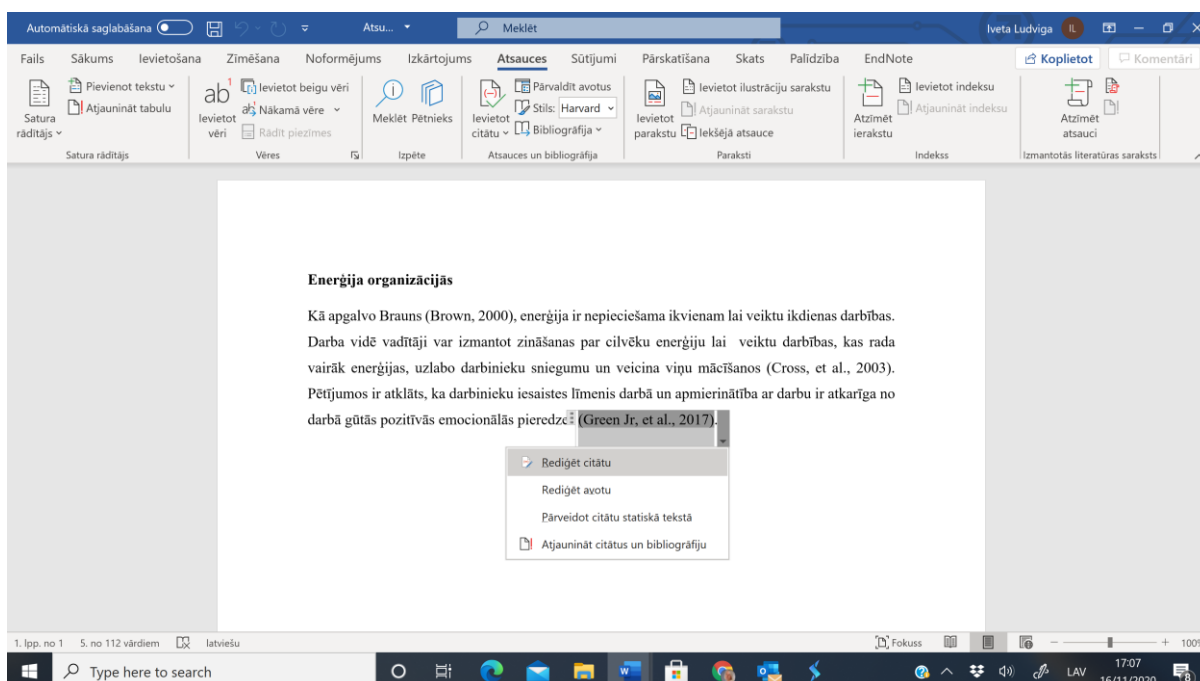 Automātiskā saglabāšana Atsu... Meklēt Iveta Ludviga IL
Fails Sākums Ievietošana Zīmēšana Noformējums Izkārtojums Atsauces Sūtījumi Pārskatīšana Skats Palīdzība EndNote Koplietot Komentāri
Satura rādītājs
Pievienot tekstu
Atjaunināt tabulu
Satura rādītājs
ab1
Ievietot vēri
Ievietot beigu vēri
Nākamā vēre
Rādīt piezīmes
Vēres
Meklēt Pētnieks
Izpēte
Ievietot citātu
Pārvaldīt avotus
Stils: Harvard
Bibliogrāfija
Atsauces un bibliogrāfija
Ievietot parakstu
Ievietot ilustrāciju sarakstu
Atjaunināt sarakstu
Iekšējā atsauce
Paraksti
Atzīmēt ierakstu
Ievietot indeksu
Atjaunināt indeksu
Indekss
Atzīmēt atsauci
Izmantotās literatūras saraksts
Enerģija organizācijās
Kā apgalvo Brauns (Brown, 2000), enerģija ir nepieciešama ikvienam lai veiktu ikdienas darbības.
Darba vidē vadītāji var izmantot zināšanas par cilvēku enerģiju lai veiktu darbības, kas rada
vairāk enerģijas, uzlabo darbinieku sniegumu un veicina viņu mācīšanos (Cross, et al., 2003).
Pētījumos ir atklāts, ka darbinieku iesaistes līmenis darbā un apmierinātība ar darbu ir atkarīga no
darbā gūtās pozitīvās emocionālās pieredze (Green Jr, et al., 2017).
Rediģēt citātu
Rediģēt avotu
Pārveidot citātu statiskā tekstā
Atjaunināt citātus un bibliogrāfiju
1. lpp. no 1 5. no 112 vārdiem latviešu Fokuss 100%
Type here to search LAV 17:07
16/11/2020